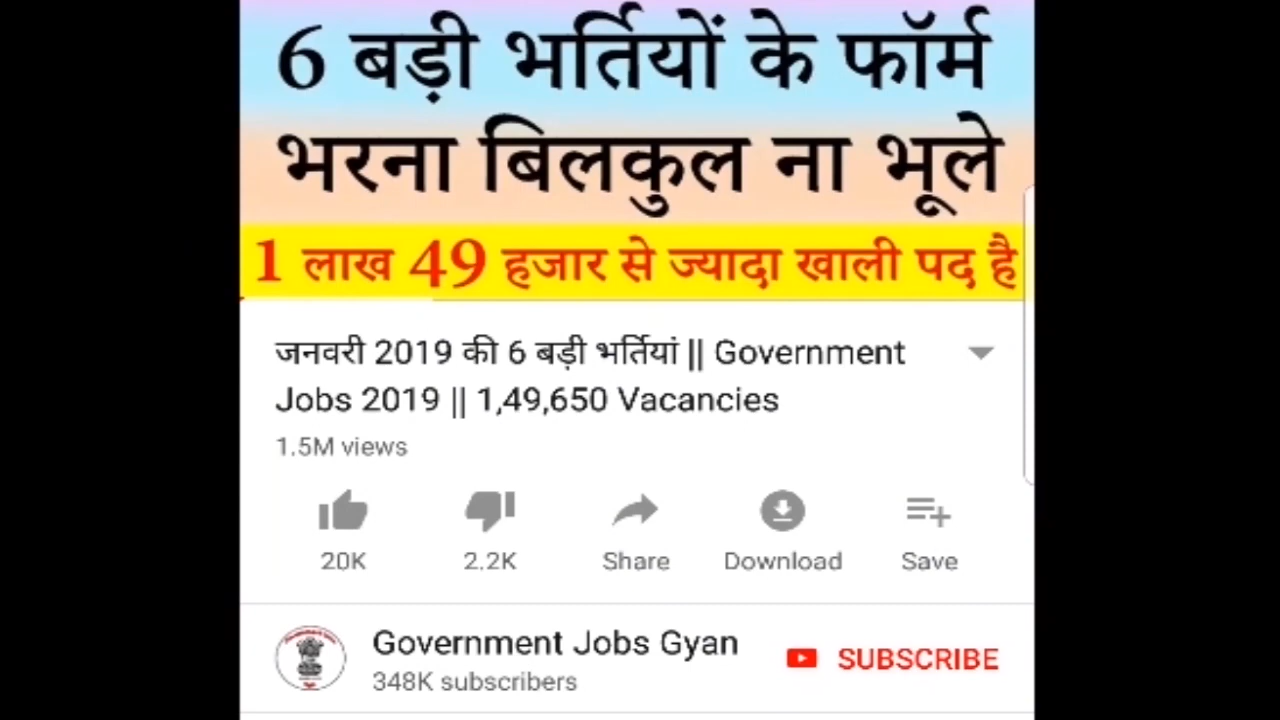 6 बड़ी भर्तियों के फॉर्म
भरना बिलकुल ना भूले
1 लाख 49 हजार से ज्यादा खाली पद है
जनवरी 2019 की 6 बड़ी भर्तियां || Government
Jobs 2019 || 1,49,650 Vacancies
1.5M views
20K 2.2K Share Download Save
Government Jobs Gyan
348K subscribers
SUBSCRIBE